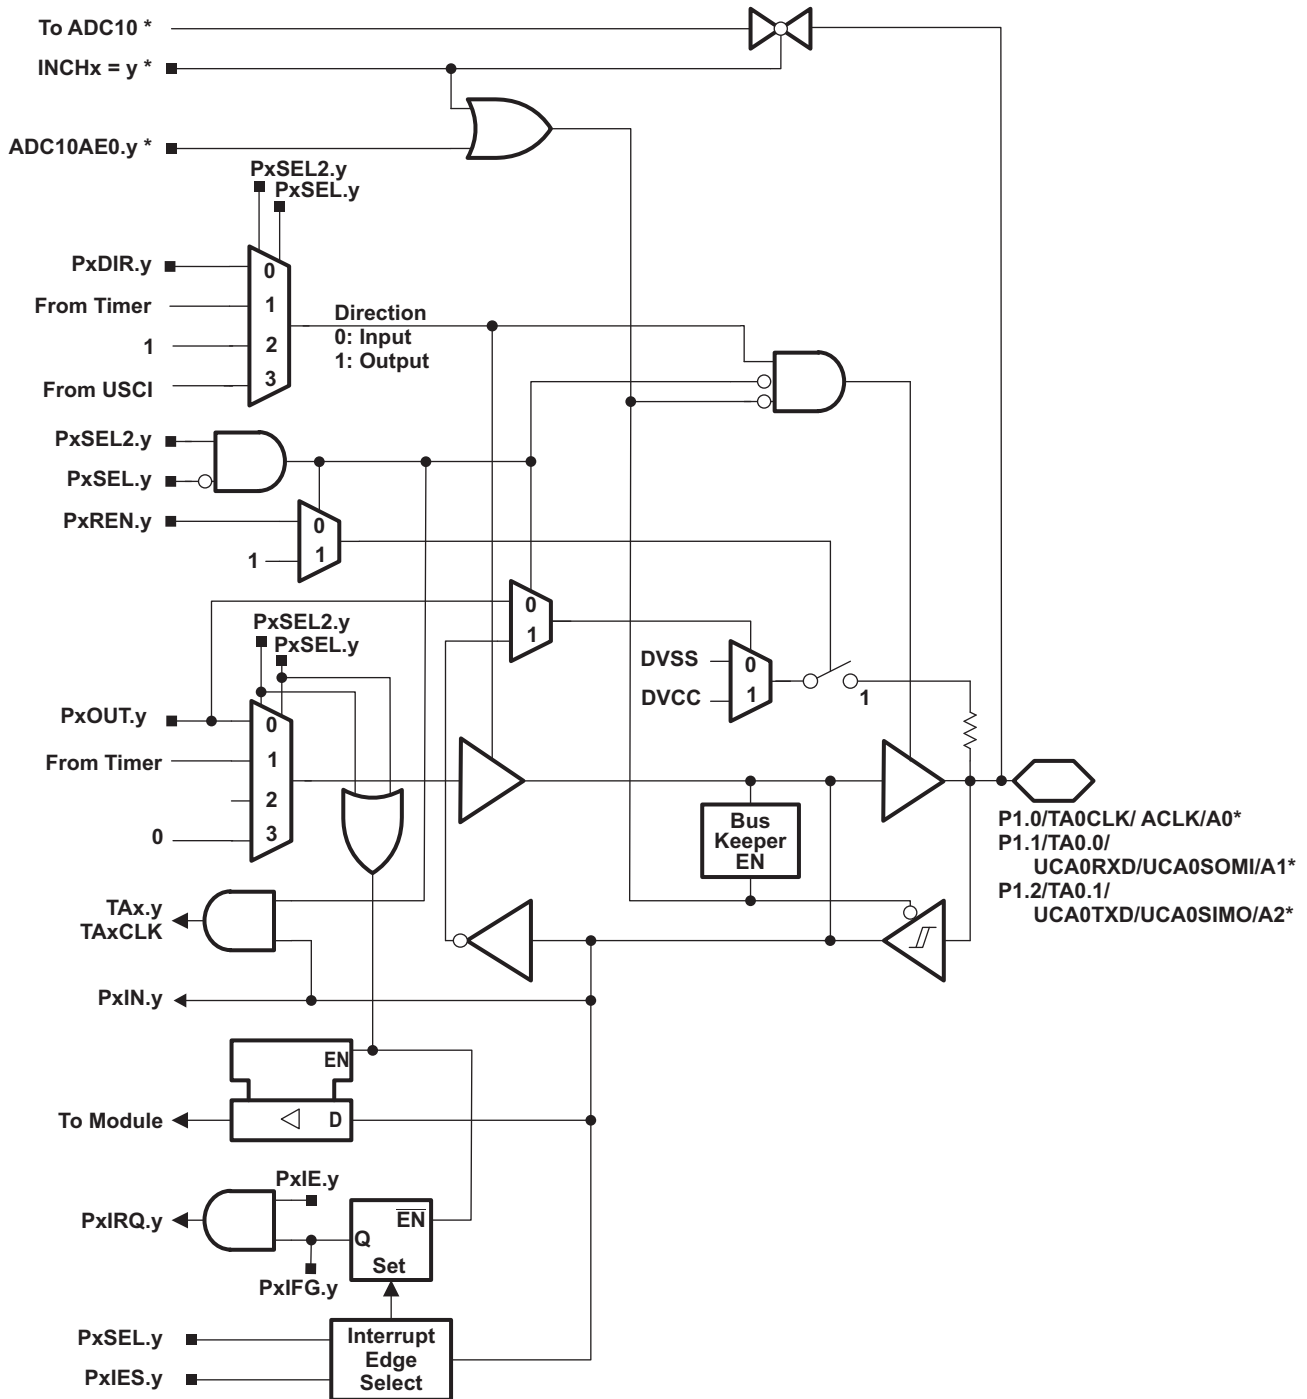 To ADC10 *
INCHx = y *
ADC10AE0.y *
PxSEL2.y
PxSEL.y
PxDIR.y
0
From Timer
1
Direction
0: Input
1: Output
1
2
From USCI
3
PxSEL2.y
PxSEL.y
PxREN.y
0
1
1
0
1
PxSEL2.y
PxSEL.y
DVSS
0
DVCC
1
1
PxOUT.y
0
From Timer
1
2
0
3
Bus
Keeper
EN
P1.0/TA0CLK/ ACLK/A0*
P1.1/TA0.0/
UCA0RXD/UCA0SOMI/A1*
P1.2/TA0.1/
UCA0TXD/UCA0SIMO/A2*
TAx.y
TAxCLK
PxIN.y
EN
To Module
D
PxIE.y
PxIRQ.y
EN
Q
Set
PxIFG.y
PxSEL.y
PxIES.y
Interrupt
Edge
Select